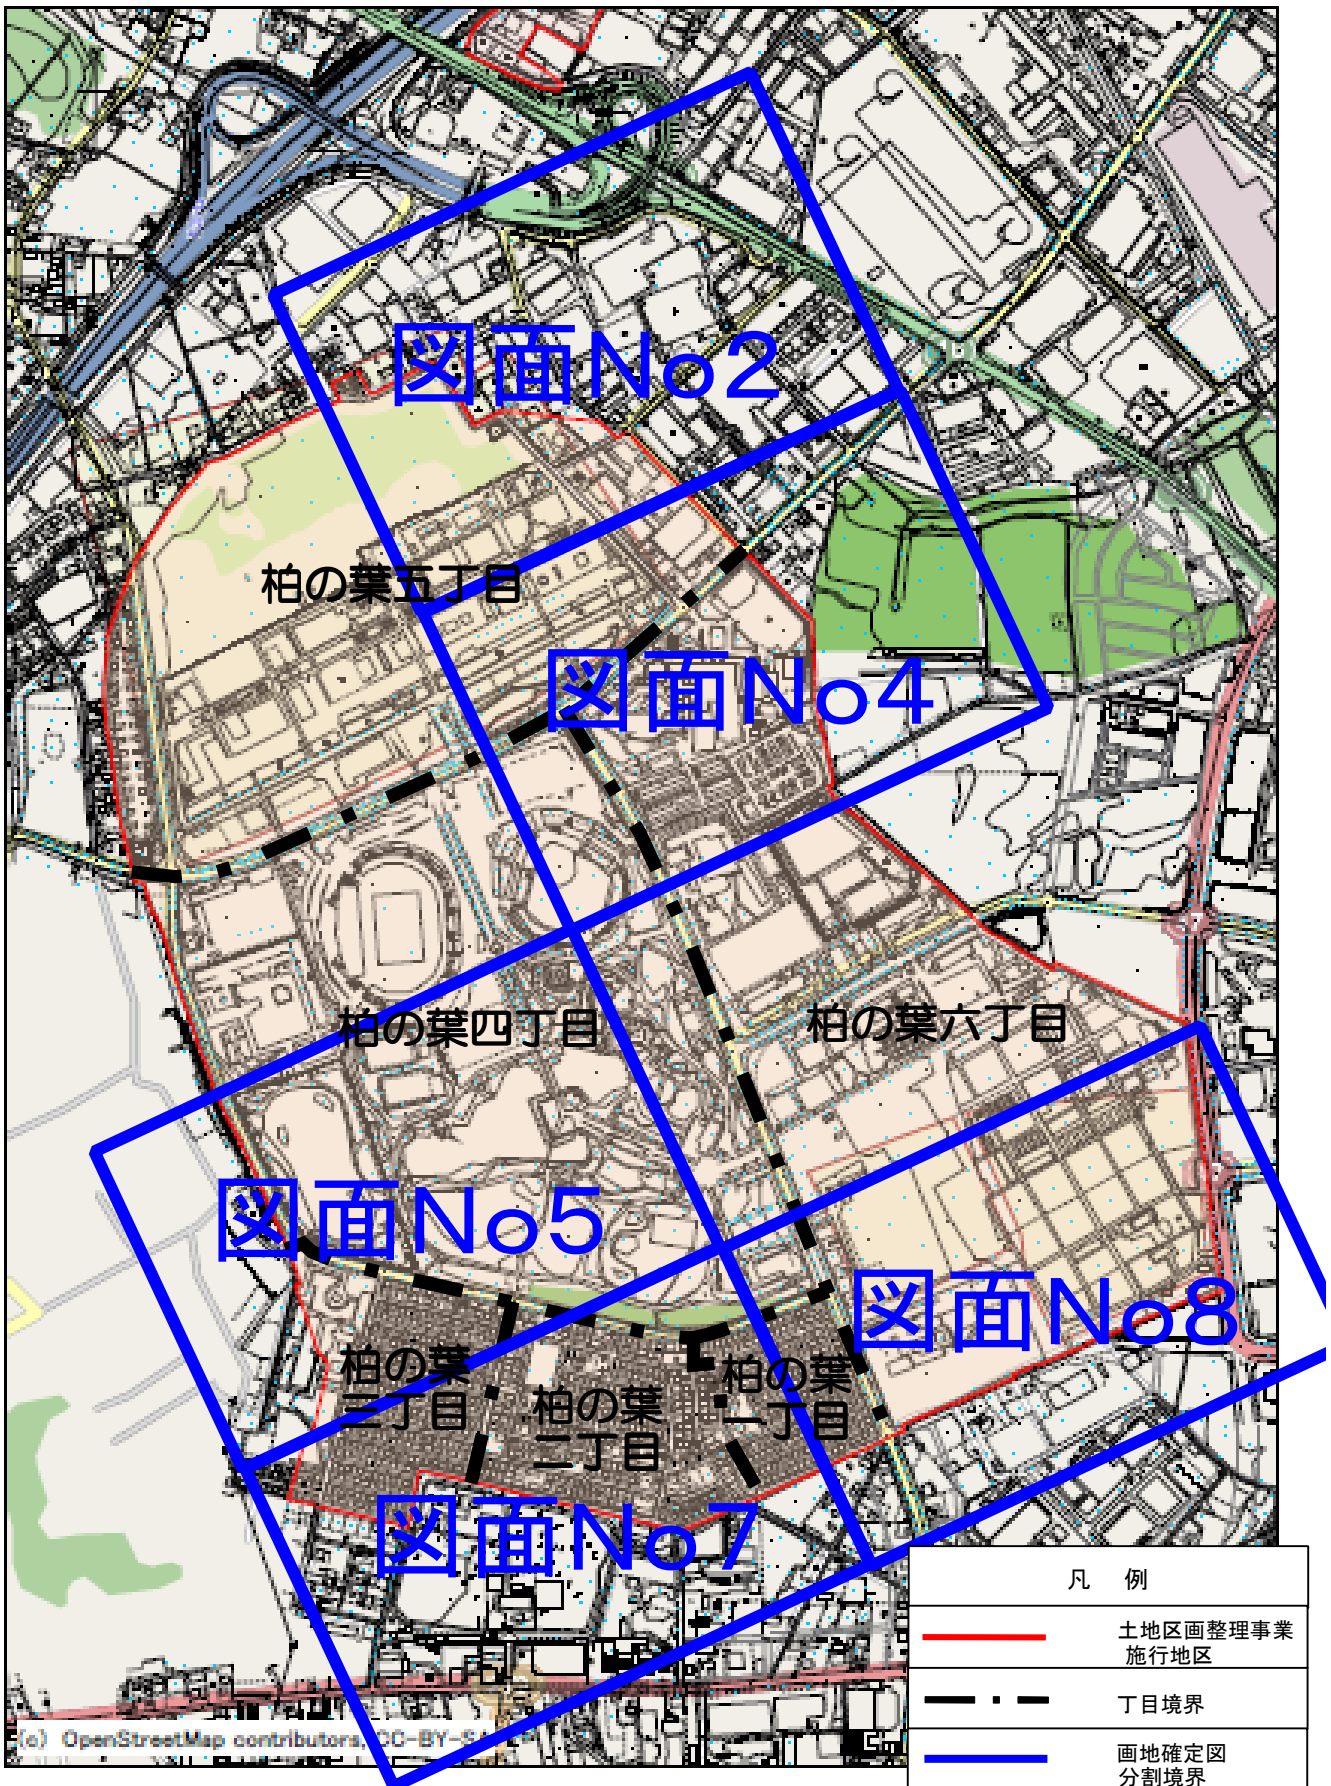 図面No2
柏の葉五丁目
図面No4
柏の葉四丁目
柏の葉六丁目
図面No5
図面No8
柏の葉
三丁目
柏の葉
二丁目
柏の葉
一丁目
図面No7
凡 例
土地区画整理事業
施行地区
丁目境界
画地確定図
分割境界
(c) OpenStreetMap contributors, CC-BY-SA